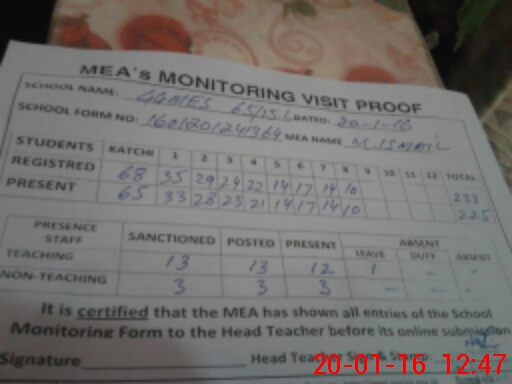 MEA's MONITORING VISIT PROOF
SCHOOL NAME: GGMES 65/15L DATED: 20-1-16
SCHOOL FORM NO: MEA NAME M.ISMAIL
STUDENTS KATCHI 1 2 3 4 5 6 7 8 9 10 11 12 TOTAL
REGISTRED 68 35 29 24 22 14 17 14 10 233
PRESENT 65 33 28 23 21 14 17 14 10 225
PRESENCE STAFF SANCTIONED POSTED PRESENT ABSENT
LEAVE DUTY ABSENT
TEACHING 13 13 12 1 - -
NON-TEACHING 3 3 3 - - -
It is certified that the MEA has shown all entries of the School
Monitoring Form to the Head Teacher before its online submission
Signature Head Teacher
20-01-16 12:47